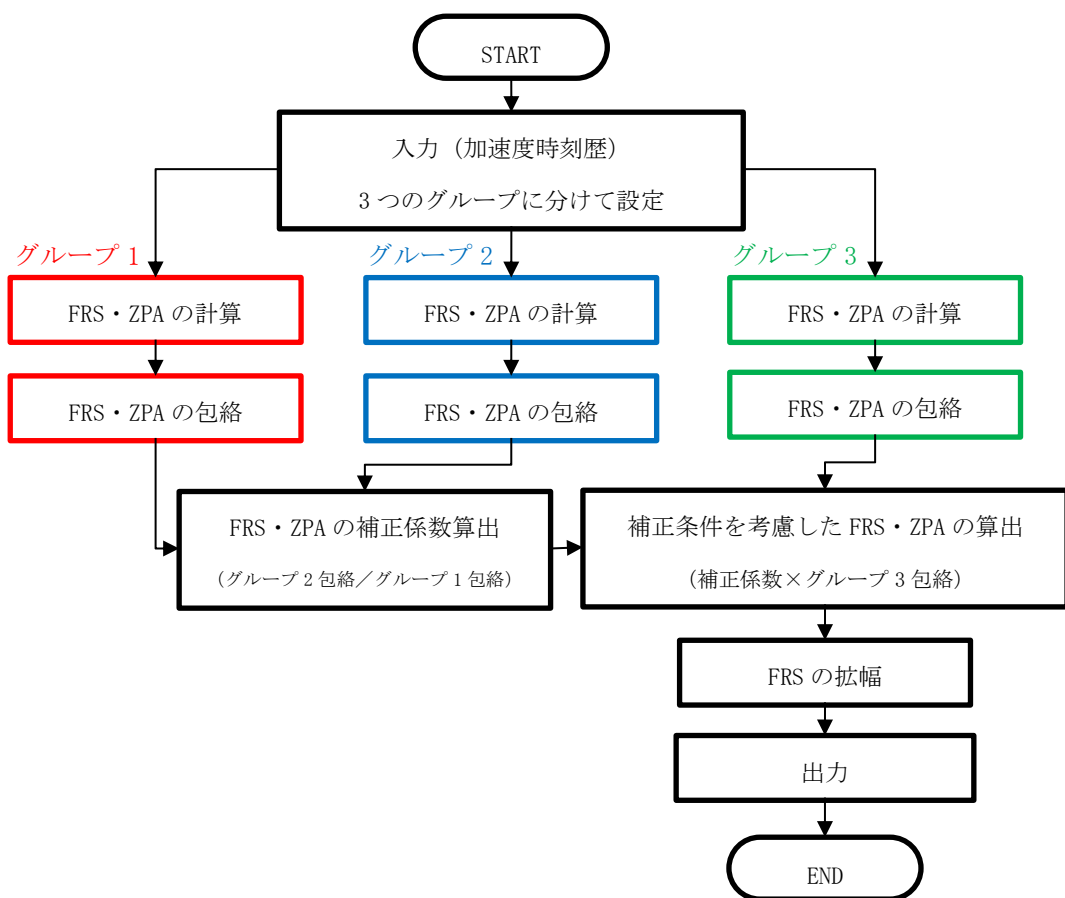 START
入力（加速度時刻歴）
3つのグループに分けて設定
グループ1
グループ2
グループ3
FRS・ZPAの計算
FRS・ZPAの計算
FRS・ZPAの計算
FRS・ZPAの包絡
FRS・ZPAの包絡
FRS・ZPAの包絡
FRS・ZPAの補正係数算出
（グループ2包絡／グループ1包絡）
補正条件を考慮したFRS・ZPAの算出
（補正係数×グループ3包絡）
FRSの拡幅
出力
END